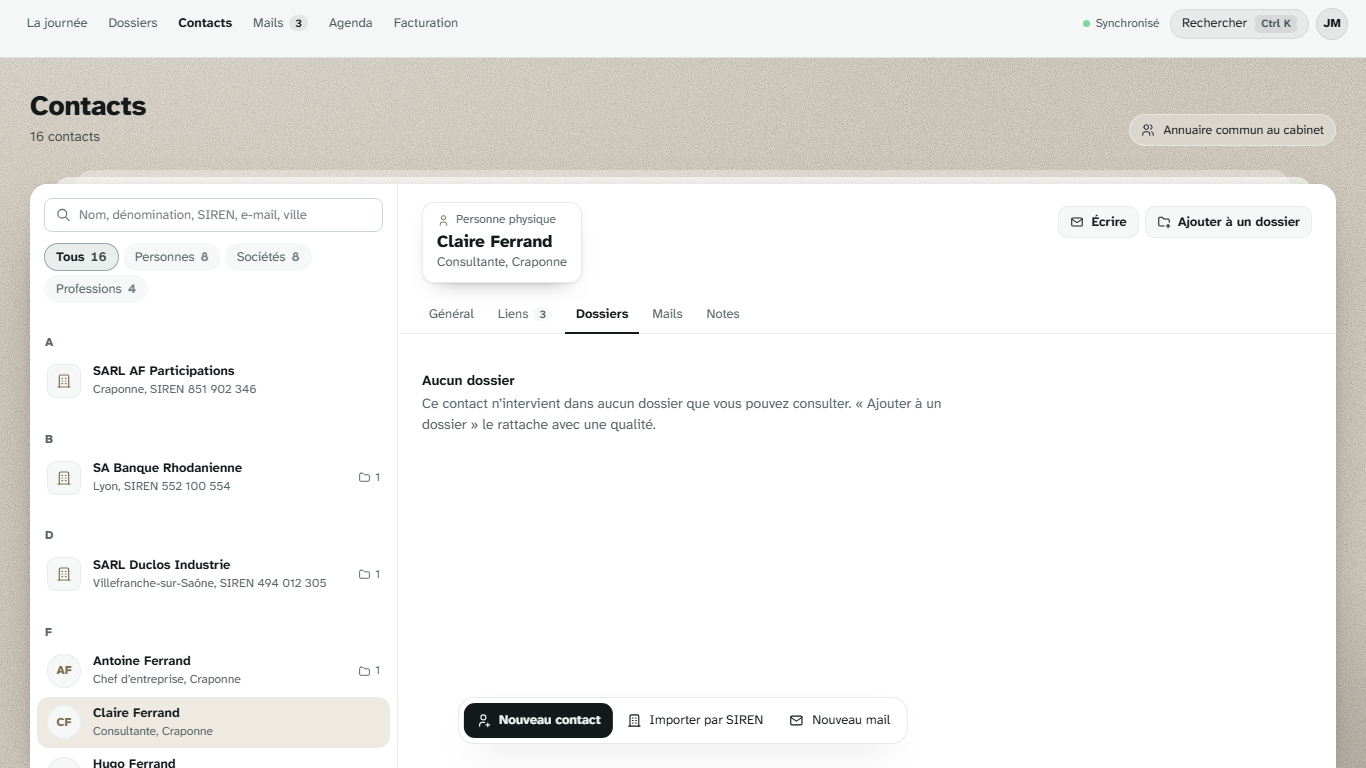 La journée
Dossiers
Contacts
Mails 3
Agenda
Facturation
Synchronisé
Rechercher Ctrl K
JM
Contacts
16 contacts
Annuaire commun au cabinet
Nom, dénomination, SIREN, e-mail, ville
Tous 16
Personnes 8
Sociétés 8
Professions 4
A
SARL AF Participations
Craponne, SIREN 851 902 346
B
SA Banque Rhodanienne
Lyon, SIREN 552 100 554
1
D
SARL Duclos Industrie
Villefranche-sur-Saône, SIREN 494 012 305
1
F
AF
Antoine Ferrand
Chef d’entreprise, Craponne
1
CF
Claire Ferrand
Consultante, Craponne
Hugo Ferrand
Personne physique
Claire Ferrand
Consultante, Craponne
Écrire
Ajouter à un dossier
Général
Liens 3
Dossiers
Mails
Notes
Aucun dossier
Ce contact n’intervient dans aucun dossier que vous pouvez consulter. « Ajouter à un
dossier » le rattache avec une qualité.
Nouveau contact
Importer par SIREN
Nouveau mail